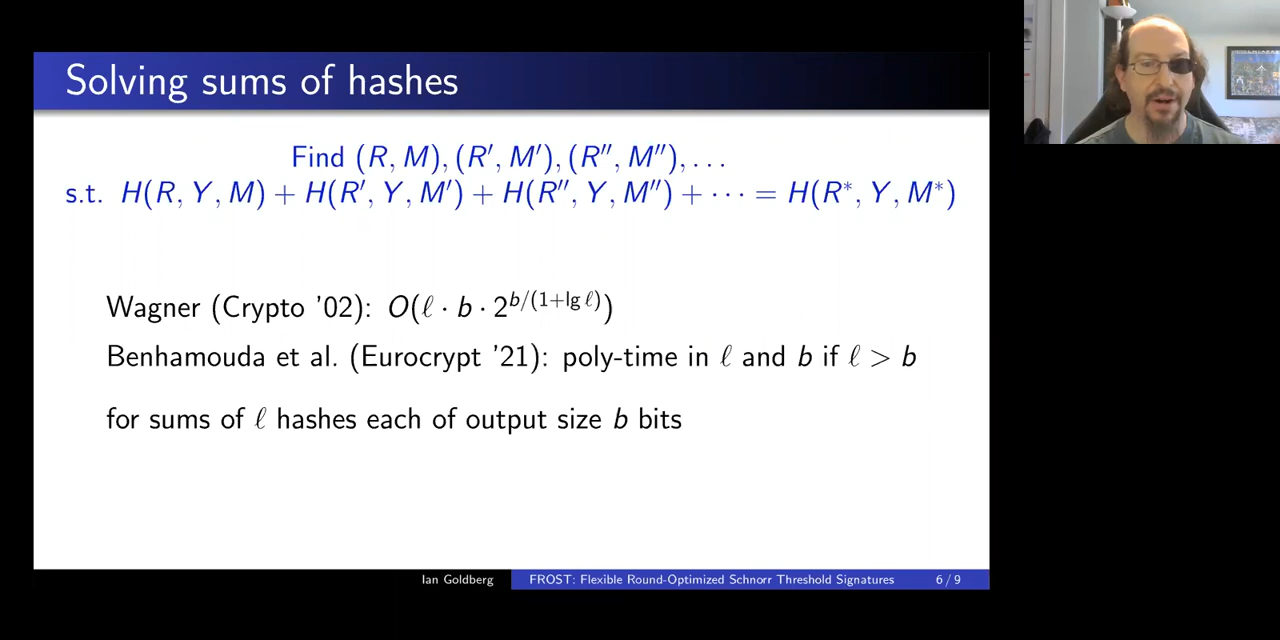 Solving sums of hashes
Find (R, M), (R′, M′), (R″, M″), . . .
s.t. H(R, Y, M) + H(R′, Y, M′) + H(R″, Y, M″) + · · · = H(R*, Y, M*)
Wagner (Crypto '02): O(ℓ · b · 2^{b/(1+lg ℓ)})
Benhamouda et al. (Eurocrypt '21): poly-time in ℓ and b if ℓ > b
for sums of ℓ hashes each of output size b bits
Ian Goldberg FROST: Flexible Round-Optimized Schnorr Threshold Signatures 6 / 9